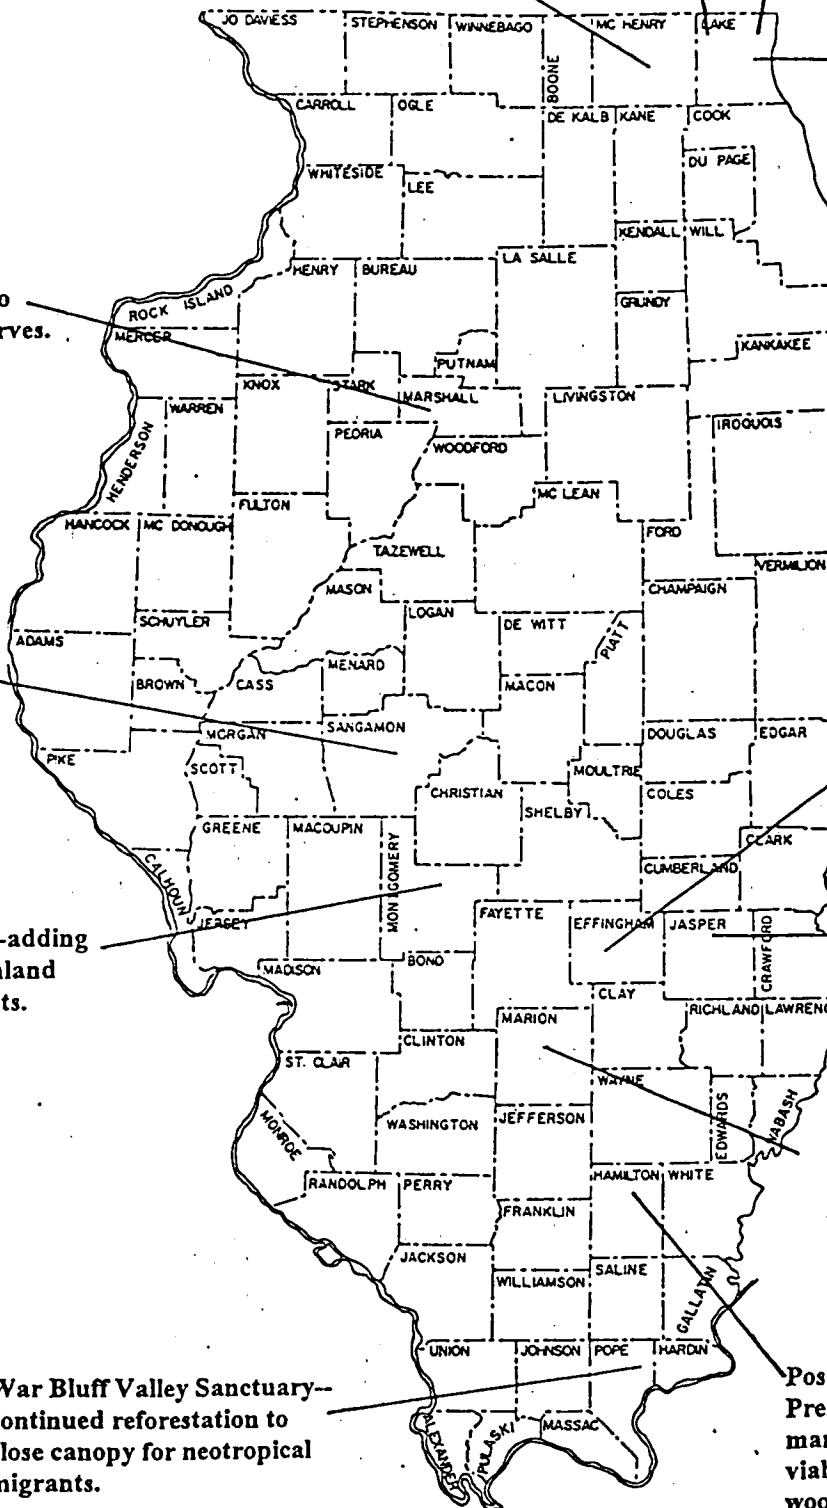 JO DAVIESS
STEPHENSON
WINNEBAGO
BOONE
MC HENRY
LAKE
CARROLL
OGLE
DE KALB
KANE
COOK
DU PAGE
WHITESIDE
LEE
KENDALL
WILL
LA SALLE
HENRY
BUREAU
GRUNDY
ROCK ISLAND
rves.
MERCER
KANKAKEE
PUTNAM
KNOX
STARK
MARSHALL
LIVINGSTON
WARREN
HENDERSON
PEORIA
WOODFORD
IROQUOIS
MC LEAN
FULTON
HANCOCK
MC DONOUGH
FORD
TAZEWELL
VERMILION
MASON
CHAMPAIGN
LOGAN
SCHUYLER
DE WITT
PIATT
ADAMS
MENARD
BROWN
CASS
MACON
MORGAN
SANGAMON
DOUGLAS
EDGAR
PIKE
SCOTT
MOULTRIE
CHRISTIAN
COLES
SHELBY
GREENE
MACOUPIN
MONTGOMERY
CLARK
CALHOUN
CUMBERLAND
JERSEY
FAYETTE
EFFINGHAM
JASPER
CRAWFORD
--adding
nland
ts.
MADISON
BOND
CLAY
RICHLAND
LAWRENC
MARION
CLINTON
ST. CLAIR
WAYNE
EDWARDS
WABASH
MONROE
WASHINGTON
JEFFERSON
RANDOLPH
PERRY
HAMILTON
WHITE
FRANKLIN
JACKSON
WILLIAMSON
SALINE
GALLATIN
UNION
JOHNSON
POPE
HARDIN
ALEXANDER
PULASKI
MASSAC
War Bluff Valley Sanctuary--
ontinued reforestation to
lose canopy for neotropical
migrants.
Pos
Pre
mar
vial
woo